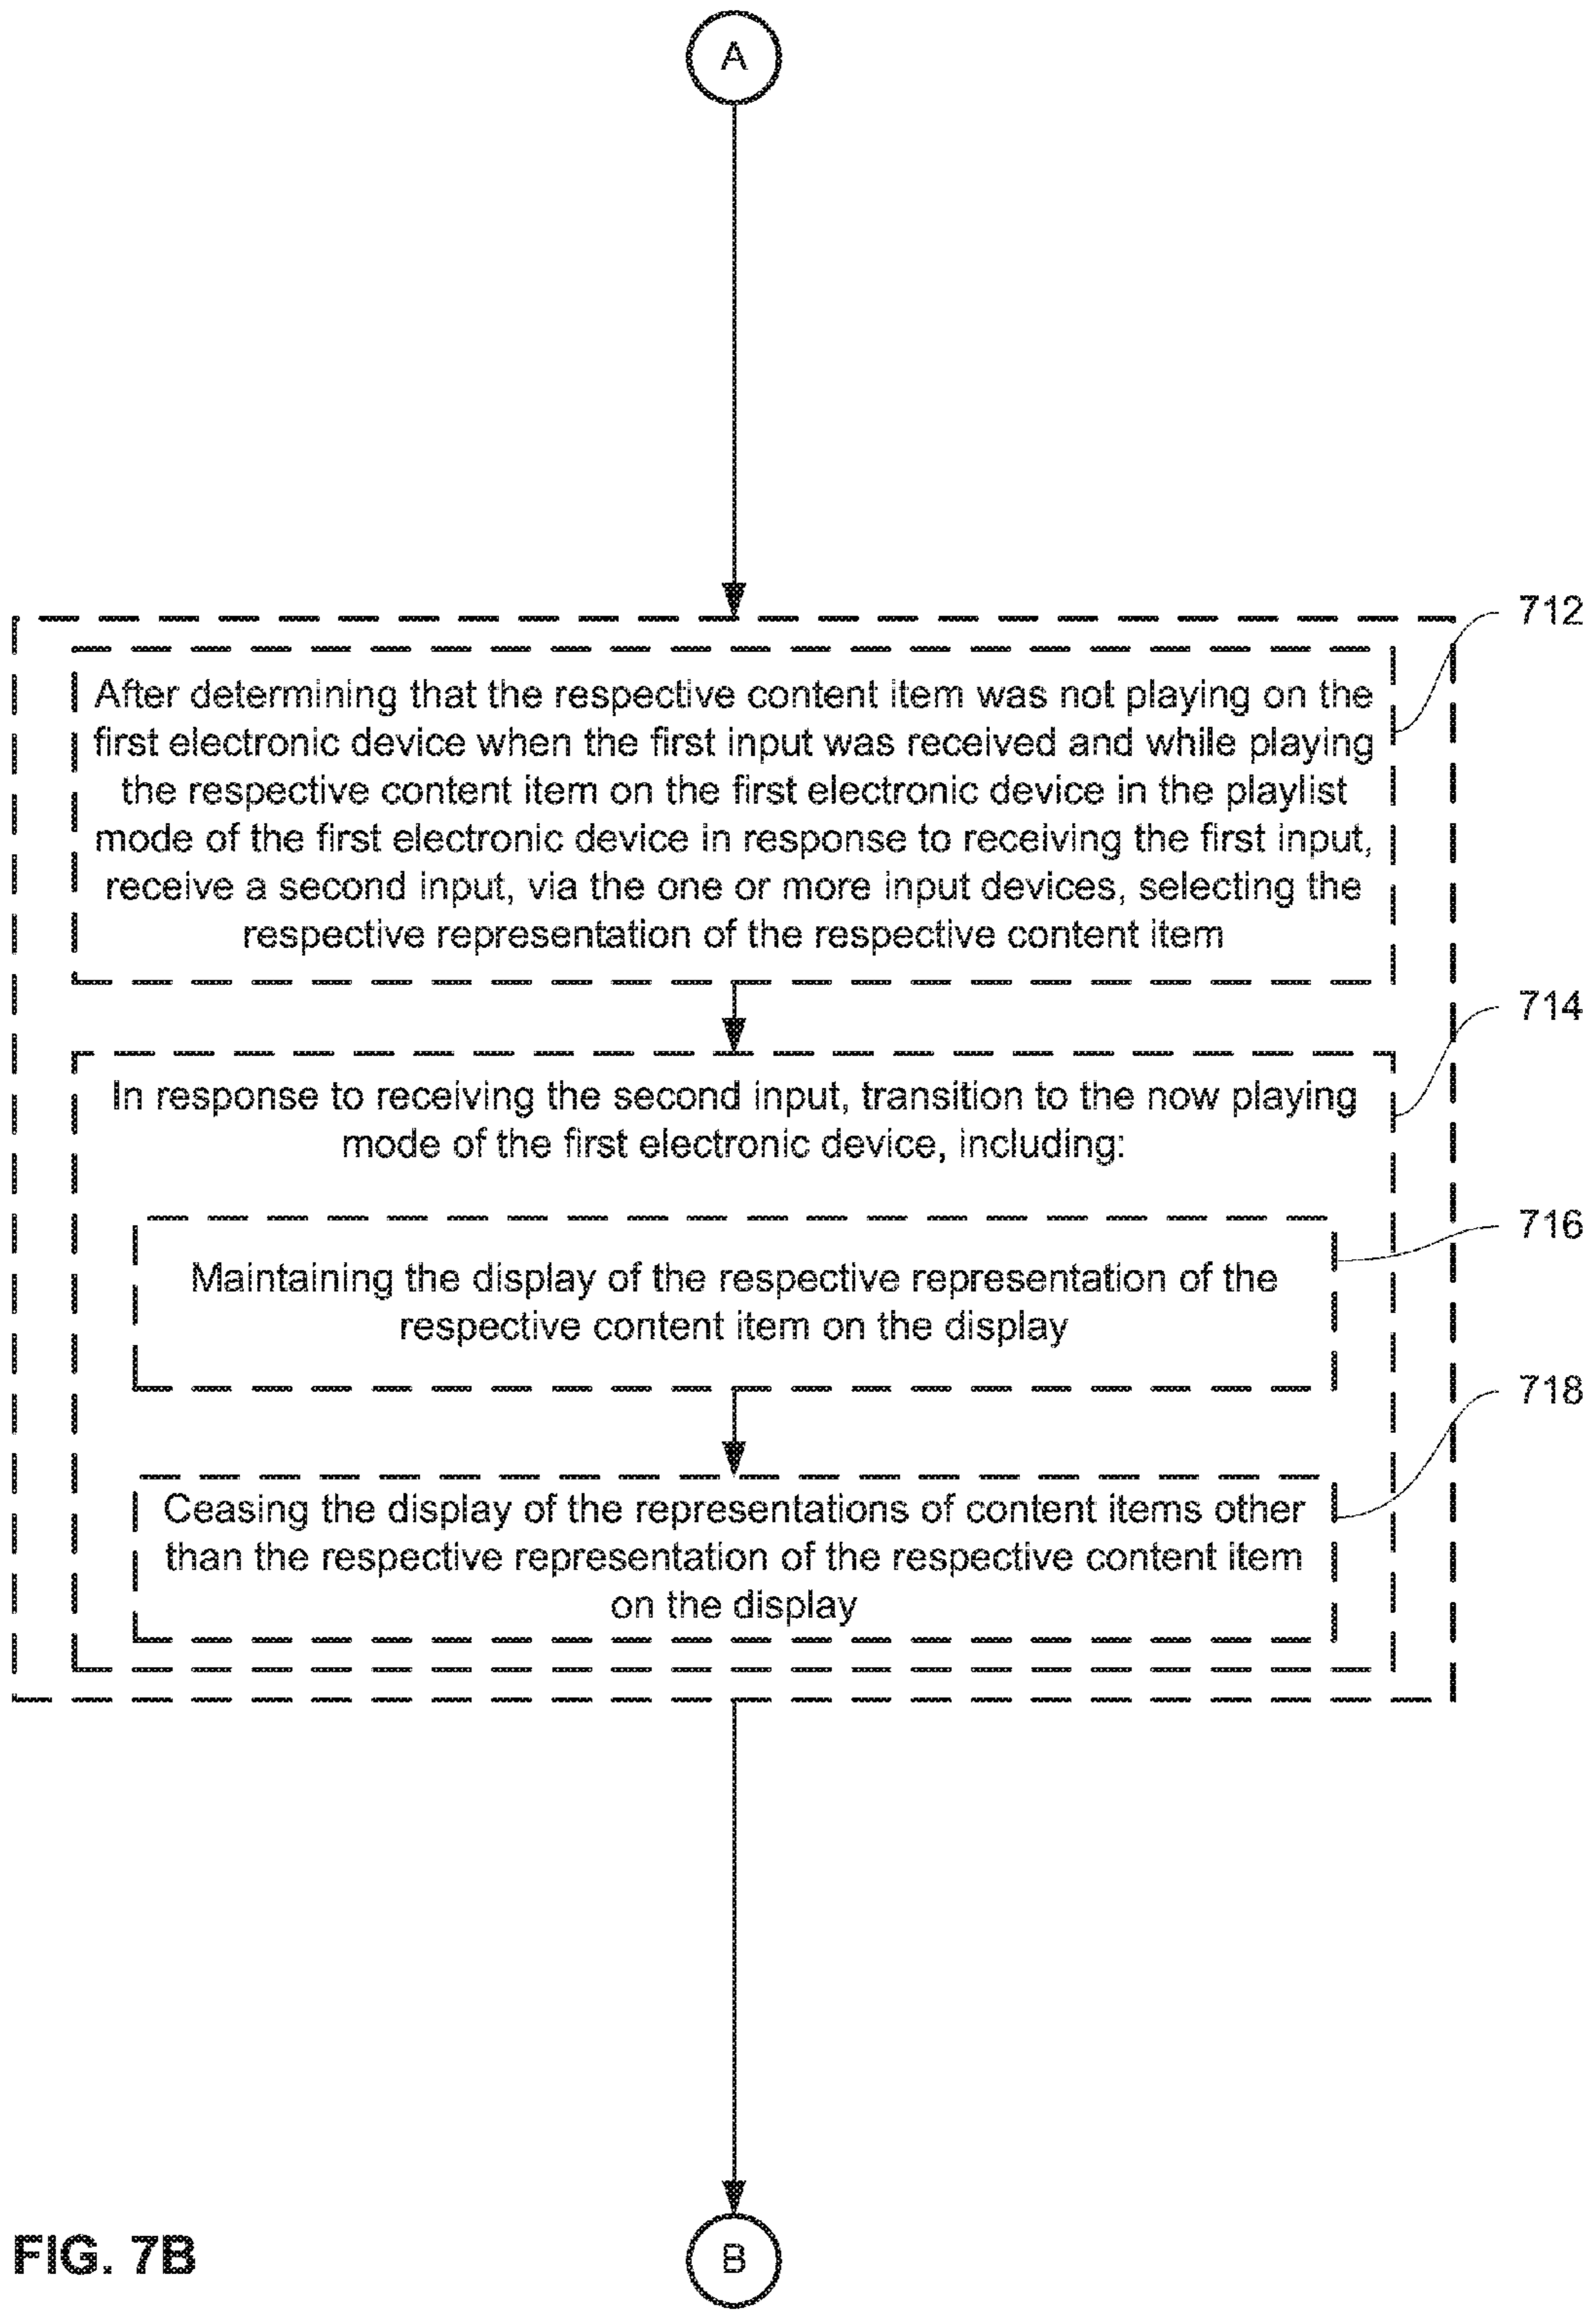 A
712
After determining that the respective content item was not playing on the
first electronic device when the first input was received and while playing
the respective content item on the first electronic device in the playlist
mode of the first electronic device in response to receiving the first input,
receive a second input, via the one or more input devices, selecting the
respective representation of the respective content item
714
In response to receiving the second input, transition to the now playing
mode of the first electronic device, including:
716
Maintaining the display of the respective representation of the
respective content item on the display
718
Ceasing the display of the representations of content items other
than the respective representation of the respective content item
on the display
FIG. 7B
B